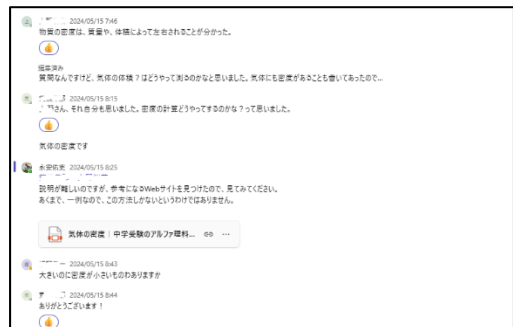 2024/05/15 7:46
物質の密度は、質量や、体積によって左右されることが分かった。
編集済み
質問なんですけど、気体の体積？はどうやって測るのかなと思いました。気体にも密度があることも書いてあったので...
2024/05/15 8:15
さん、それ自分も思いました。密度の計算どうやってするのかな？って思いました。
気体の密度です
2024/05/15 8:25
説明が難しいのですが、参考になるWebサイトを見つけたので、見てみてください。
あくまで、一例なので、この方法しかないというわけではありません。
気体の密度｜中学受験のアルファ理科...
2024/05/15 8:43
大きいのに密度が小さいものわありますか
2024/05/15 8:44
ありがとうございます！